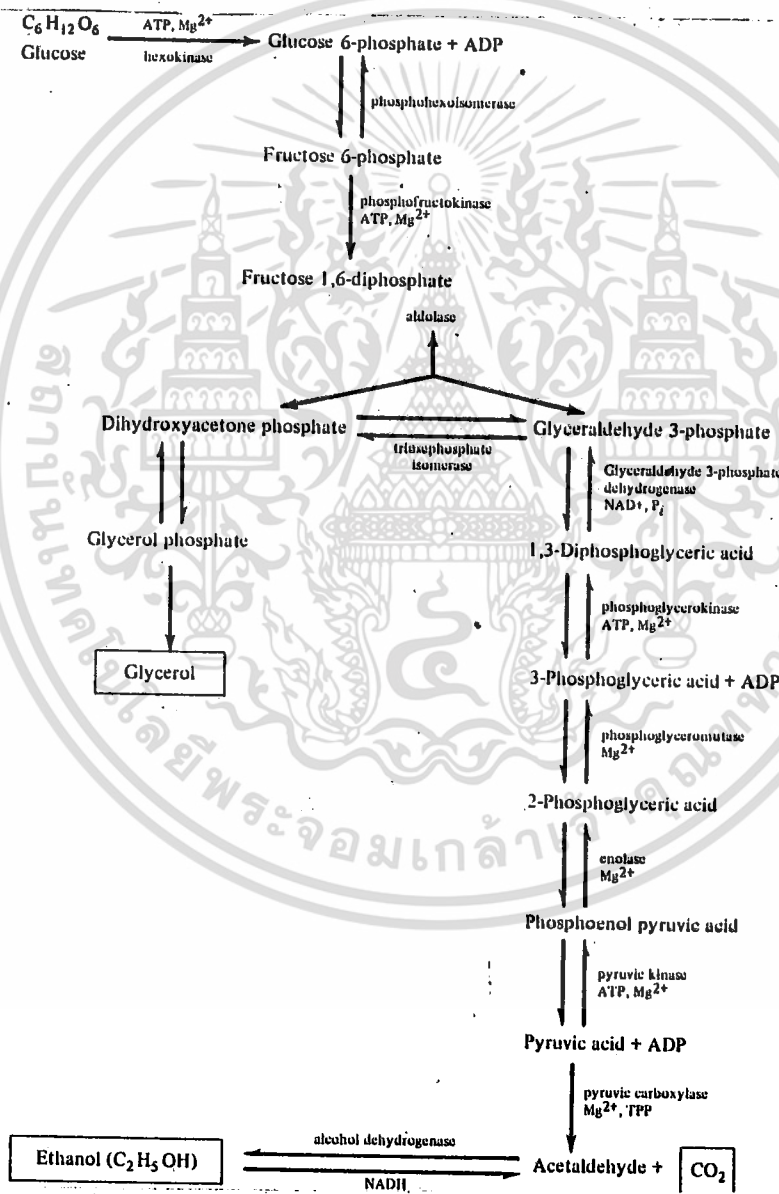 C6H12O6 ATP, Mg2+ Glucose 6-phosphate + ADP
Glucose hexokinase
phosphohexoisomerase
Fructose 6-phosphate
phosphofructokinase
ATP, Mg2+
Fructose 1,6-diphosphate
aldolase
Dihydroxyacetone phosphate
Glyceraldehyde 3-phosphate
triosephosphate
isomerase
Glyceraldehyde 3-phosphate
dehydrogenase
NAD+, Pi
Glycerol phosphate
1,3-Diphosphoglyceric acid
phosphoglycerokinase
ATP, Mg2+
Glycerol
3-Phosphoglyceric acid + ADP
phosphoglyceromutase
Mg2+
2-Phosphoglyceric acid
enolase
Mg2+
Phosphoenol pyruvic acid
pyruvic kinase
ATP, Mg2+
Pyruvic acid + ADP
pyruvic carboxylase
Mg2+, TPP
alcohol dehydrogenase
Ethanol (C2H5OH)
Acetaldehyde + CO2
NADH